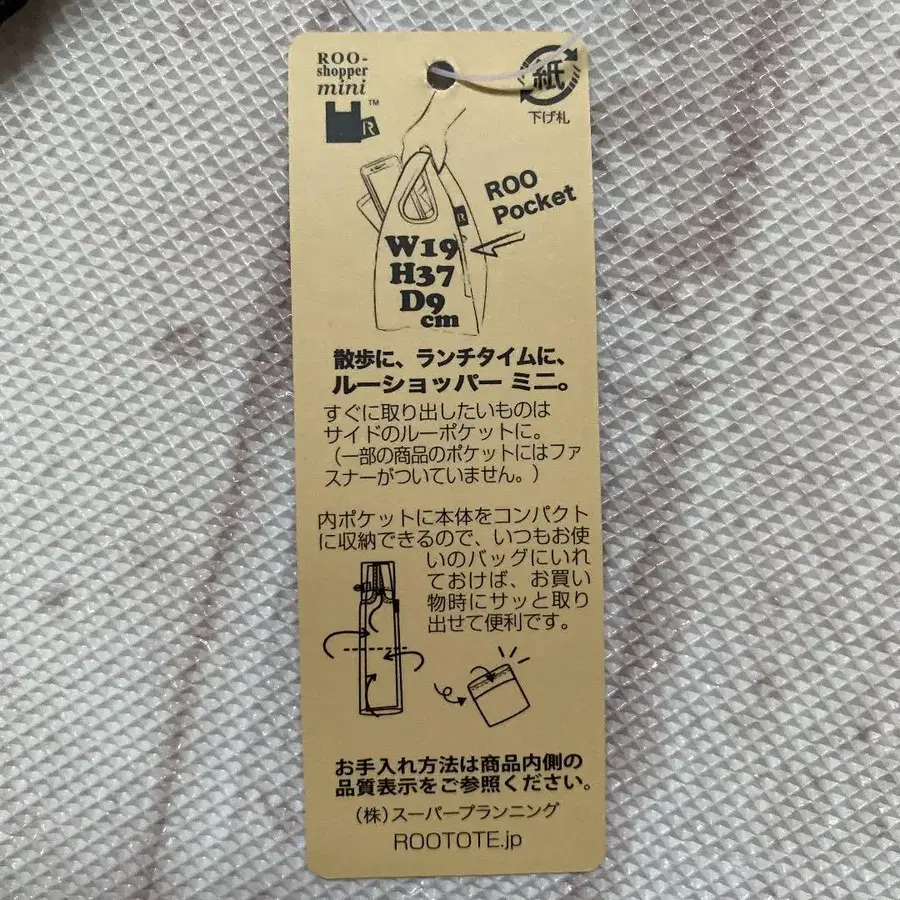 ROO-
shopper
mini
TM
R
紙
下げ札
ROO
Pocket
R
W19
H37
D9
cm
散歩に、ランチタイムに、
ルーショッパー ミニ。
すぐに取り出したいものは
サイドのルーポケットに。
（一部の商品のポケットにはファ
スナーがついていません。）
内ポケットに本体をコンパクト
に収納できるので、いつもお使
いのバッグにいれ
ておけば、お買い
物時にサッと取り
出せて便利です。
お手入れ方法は商品内側の
品質表示をご参照ください。
（株）スーパープランニング
ROOTOTE.jp